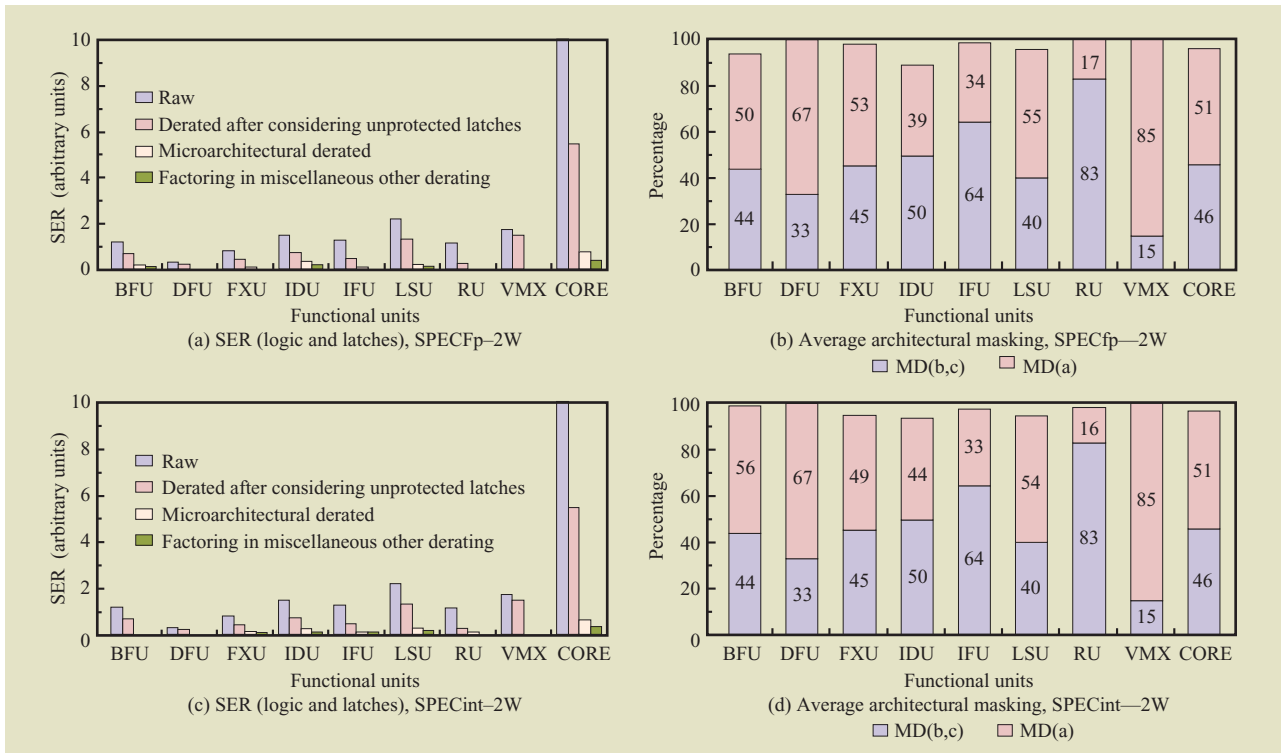 10
8
6
4
2
0
SER (arbitrary units)
Raw
Derated after considering unprotected latches
Microarchitectural derated
Factoring in miscellaneous other derating
BFU DFU FXU IDU IFU LSU RU VMX CORE
Functional units
(a) SER (logic and latches), SPECFp–2W
100
80
60
40
20
0
Percentage
50 67 53 39 34 55 17 85 51
44 33 45 50 64 40 83 15 46
BFU DFU FXU IDU IFU LSU RU VMX CORE
Functional units
(b) Average architectural masking, SPECfp—2W
MD(b,c) MD(a)
10
8
6
4
2
0
SER (arbitrary units)
Raw
Derated after considering unprotected latches
Microarchitectural derated
Factoring in miscellaneous other derating
BFU DFU FXU IDU IFU LSU RU VMX CORE
Functional units
(c) SER (logic and latches), SPECint–2W
100
80
60
40
20
0
Percentage
56 67 49 44 33 54 16 85 51
44 33 45 50 64 40 83 15 46
BFU DFU FXU IDU IFU LSU RU VMX CORE
Functional units
(d) Average architectural masking, SPECint—2W
MD(b,c) MD(a)